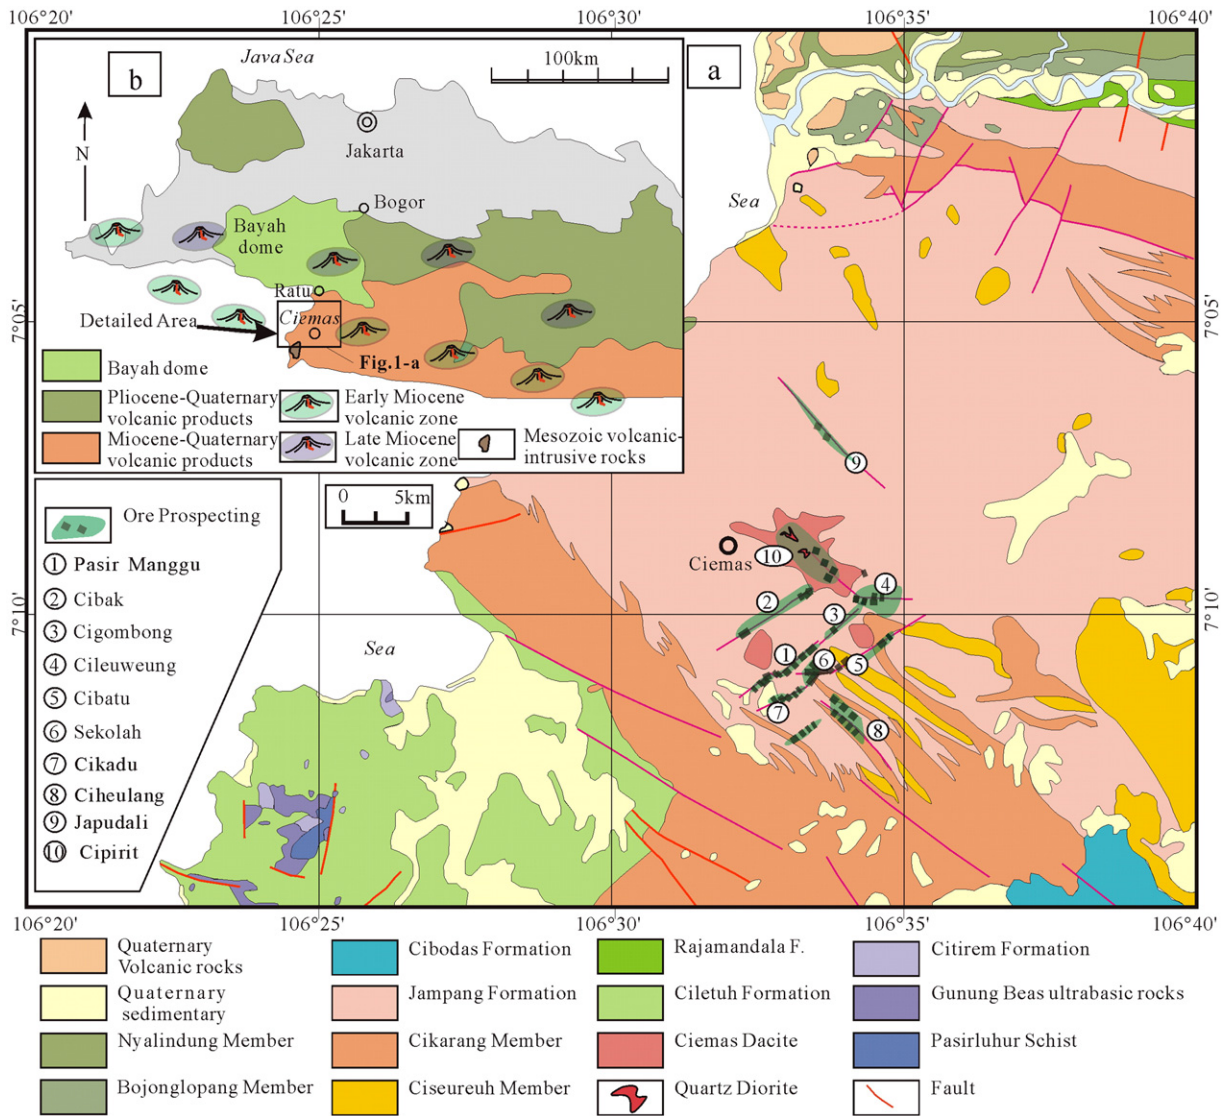 106°20'
106°25'
106°30'
106°35'
106°40'
b
Java Sea
100km
a
N
Jakarta
Sea
Bogor
Bayah
dome
Ratu
7°05'
7°05'
Detailed Area
Ciemas
Fig.1-a
Bayah dome
Pliocene-Quaternary
volcanic products
Early Miocene
volcanic zone
Miocene-Quaternary
volcanic products
Late Miocene
volcanic zone
Mesozoic volcanic-
intrusive rocks
9
0 5km
Ore Prospecting
1 Pasir Manggu
2 Cibak
3 Cigombong
4 Cileuweung
5 Cibatu
6 Sekolah
7 Cikadu
8 Ciheulang
9 Japudali
10 Cipirit
Ciemas
10
4
2
3
7°10'
7°10'
Sea
1
6
5
7
8
106°20'
106°25'
106°30'
106°35'
106°40'
Quaternary
Volcanic rocks
Cibodas Formation
Rajamandala F.
Citirem Formation
Quaternary
sedimentary
Jampang Formation
Ciletuh Formation
Gunung Beas ultrabasic rocks
Nyalindung Member
Cikarang Member
Ciemas Dacite
Pasirluhur Schist
Bojonglopang Member
Ciseureuh Member
Quartz Diorite
Fault